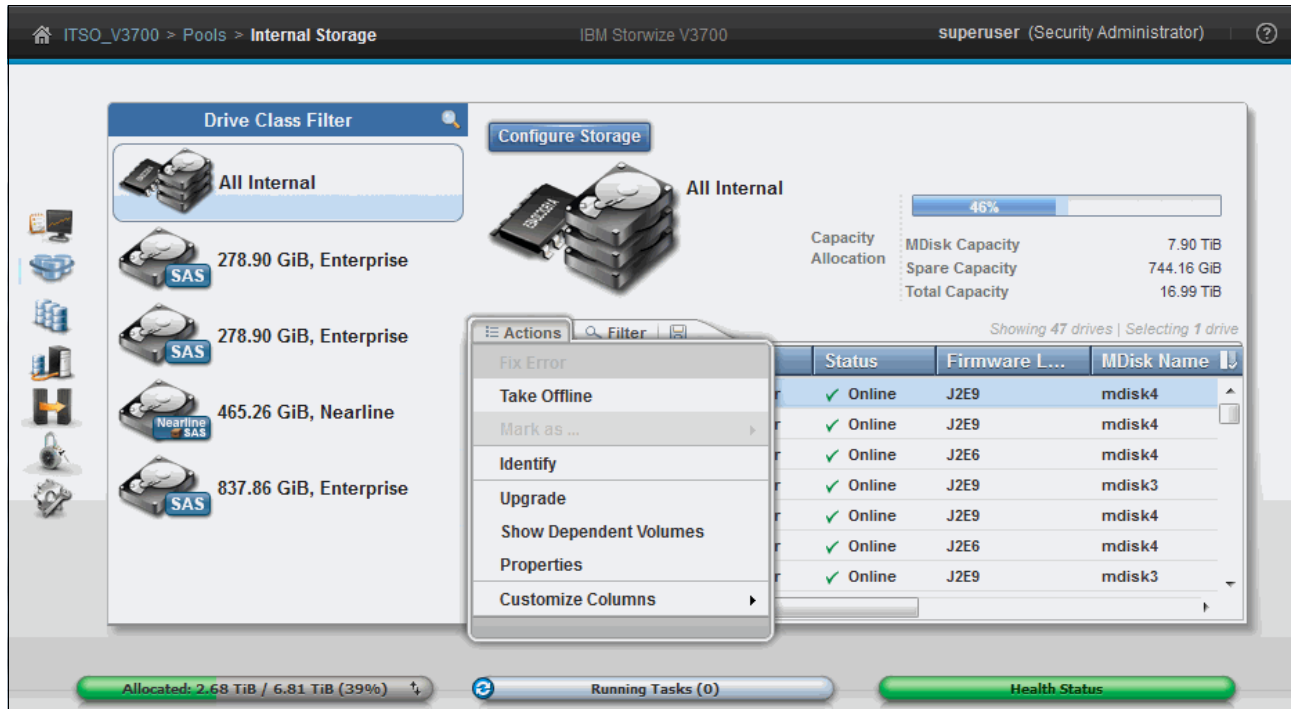 ITSO_V3700 > Pools > Internal Storage
IBM Storwize V3700
superuser (Security Administrator)
?
Drive Class Filter
All Internal
278.90 GiB, Enterprise
SAS
278.90 GiB, Enterprise
SAS
465.26 GiB, Nearline
Nearline
SAS
837.86 GiB, Enterprise
SAS
Configure Storage
All Internal
Capacity
Allocation
46%
MDisk Capacity 7.90 TiB
Spare Capacity 744.16 GiB
Total Capacity 16.99 TiB
Actions Filter
Showing 47 drives | Selecting 1 drive
Fix Error
Take Offline
Mark as ...
Identify
Upgrade
Show Dependent Volumes
Properties
Customize Columns
Status Firmware L... MDisk Name
r Online J2E9 mdisk4
r Online J2E9 mdisk4
r Online J2E6 mdisk4
r Online J2E9 mdisk3
r Online J2E9 mdisk4
r Online J2E6 mdisk4
r Online J2E9 mdisk3
Allocated: 2.68 TiB / 6.81 TiB (39%)
Running Tasks (0)
Health Status